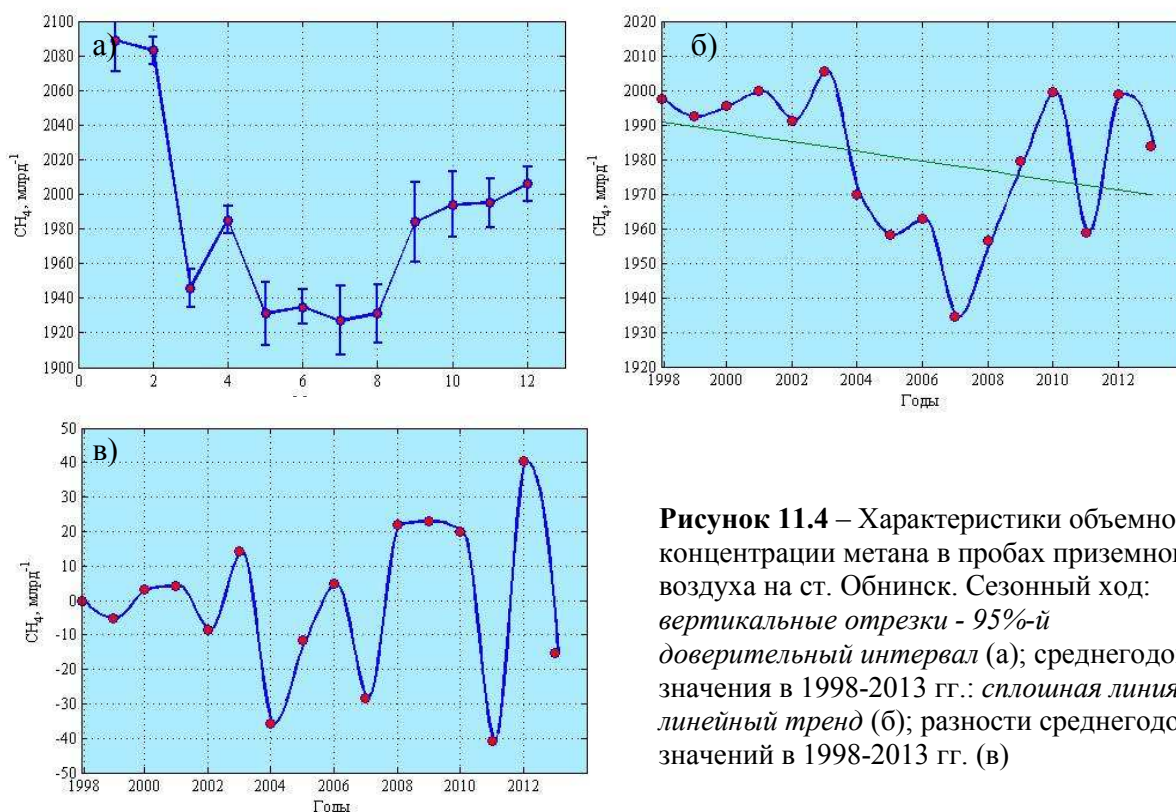 а)
2100
2080
2060
2040
2020
2000
1980
1960
1940
1920
1900
CH4, млрд-1
0 2 4 6 8 10 12
б)
2020
2010
2000
1990
1980
1970
1960
1950
1940
1930
1920
CH4, млрд-1
1998 2000 2002 2004 2006 2008 2010 2012
Годы
в)
50
40
30
20
10
0
-10
-20
-30
-40
-50
CH4, млрд-1
1998 2000 2002 2004 2006 2008 2010 2012
Годы
Рисунок 11.4 – Характеристики объемно
концентрации метана в пробах приземно
воздуха на ст. Обнинск. Сезонный ход:
вертикальные отрезки - 95%-й
доверительный интервал (а); среднегодо
значения в 1998-2013 гг.: сплошная линия
линейный тренд (б); разности среднегодо
значений в 1998-2013 гг. (в)